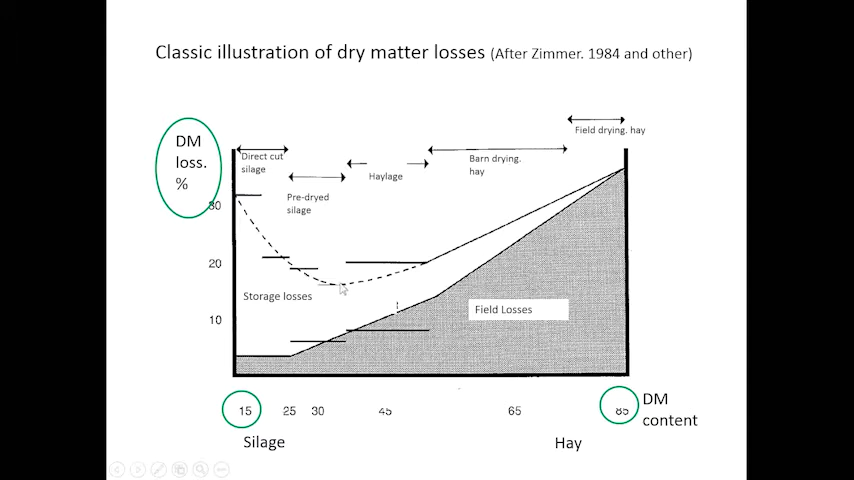 Classic illustration of dry matter losses (After Zimmer. 1984 and other)
Field drying. hay
DM
loss.
%
Direct cut
silage
Pre-dryed
silage
Haylage
Barn drying.
hay
30
20
10
Storage losses
Field Losses
15
25
30
45
65
85
DM
content
Silage
Hay